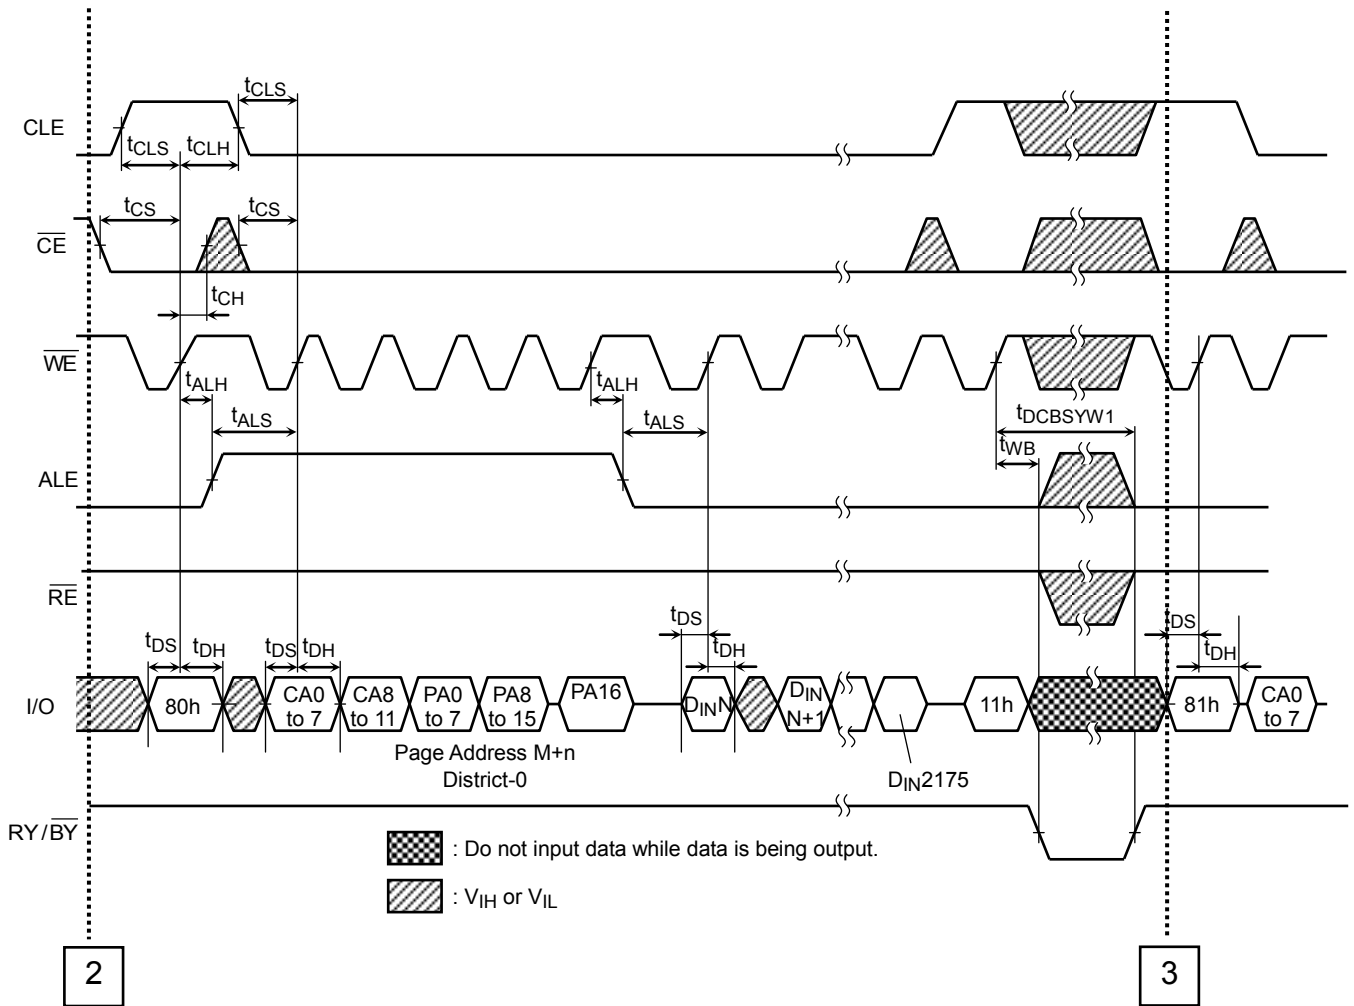 tCLS
CLE
tCLS
tCLH
tCS
tCS
CE
tCH
WE
tALH
tALH
tDCBSYW1
tALS
tALS
tWB
ALE
RE
tDS
tDH
tDS
tDH
tDS
tDH
DS
tDH
I/O
80h
CA0 to 7
CA8 to 11
PA0 to 7
PA8 to 15
PA16
DINN
DIN N+1
11h
81h
CA0 to 7
Page Address M+n
District-0
DIN2175
RY/BY
: Do not input data while data is being output.
: VIH or VIL
2
3